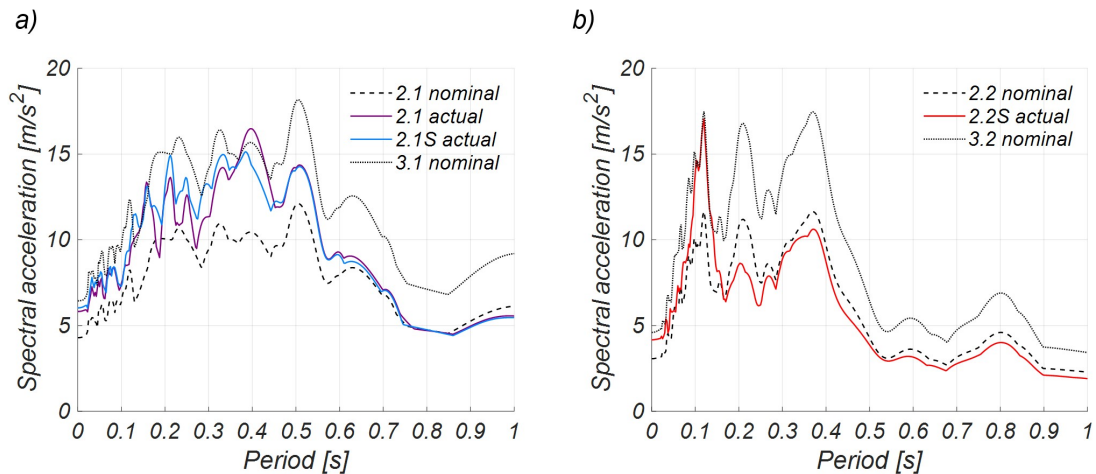 a)
20
15
10
5
0
Spectral acceleration [m/s²]
2.1 nominal
2.1 actual
2.1S actual
3.1 nominal
0 0.1 0.2 0.3 0.4 0.5 0.6 0.7 0.8 0.9 1
Period [s]
b)
20
15
10
5
0
Spectral acceleration [m/s²]
2.2 nominal
2.2S actual
3.2 nominal
0 0.1 0.2 0.3 0.4 0.5 0.6 0.7 0.8 0.9 1
Period [s]